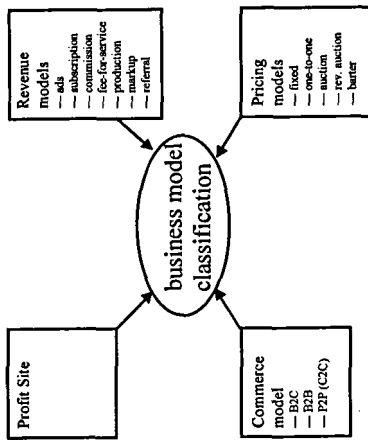 Profit Site
Revenue
models
— ads
— subscription
— commission
— fee-for-service
— production
— markup
— referral
business model
classification
Commerce
model
— B2C
— B2B
— P2P (C2C)
Pricing
models
— fixed
— one-to-one
— auction
— rev. auction
— barter